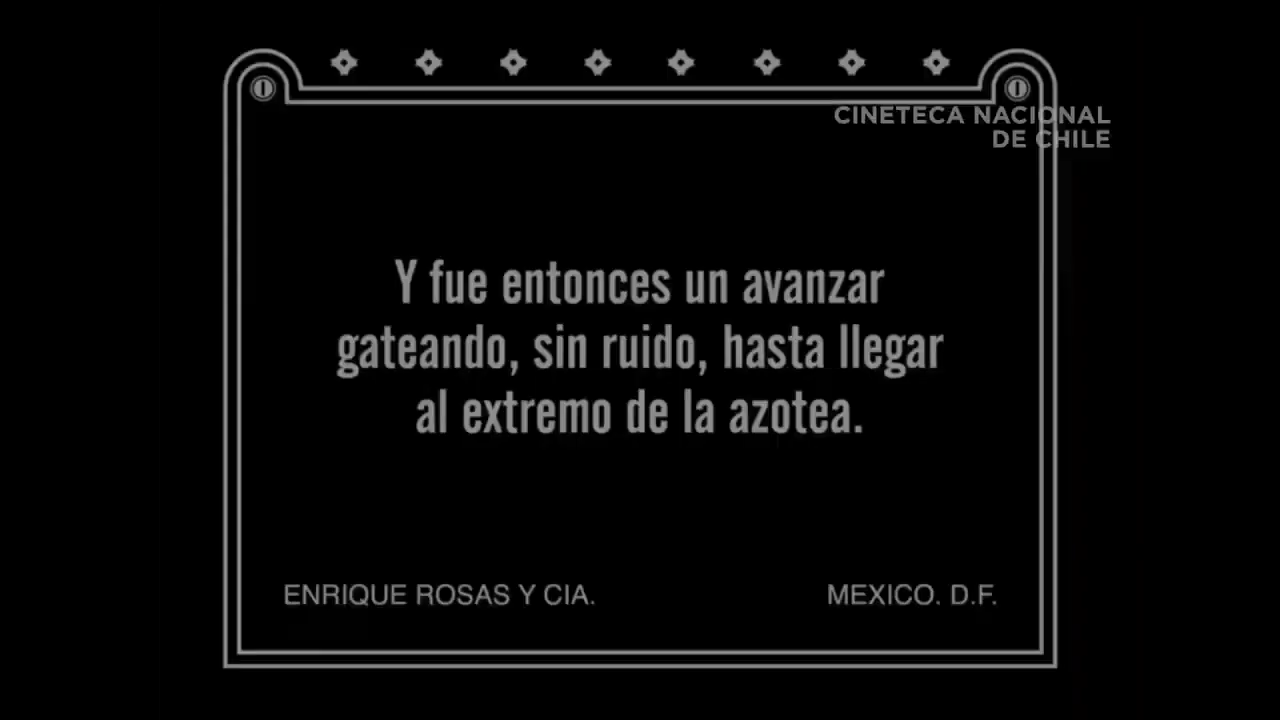 CINETECA NACIONAL
DE CHILE
Y fue entonces un avanzar
gateando, sin ruido, hasta llegar
al extremo de la azotea.
ENRIQUE ROSAS Y CIA.
MEXICO. D.F.